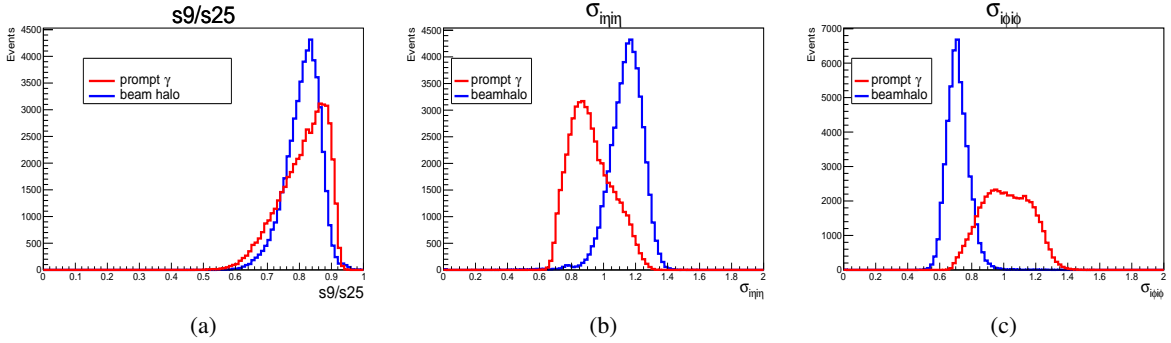 s9/s25
Events
4500
4000
3500
3000
2500
2000
1500
1000
500
0
prompt γ
beam halo
0 0.1 0.2 0.3 0.4 0.5 0.6 0.7 0.8 0.9 1
s9/s25
(a)
σiηiη
Events
4500
4000
3500
3000
2500
2000
1500
1000
500
0
prompt γ
beamhalo
0 0.2 0.4 0.6 0.8 1 1.2 1.4 1.6 1.8 2
σiηiη
(b)
σiφiφ
Events
7000
6000
5000
4000
3000
2000
1000
0
prompt γ
beamhalo
0 0.2 0.4 0.6 0.8 1 1.2 1.4 1.6 1.8 2
σiφiφ
(c)